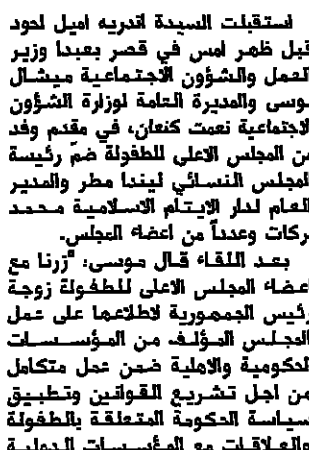 استقبلت السيدة اندريه اميل لحود
قبل ظهر امس في قصر بعبدا وزير
العمل والشؤون الاجتماعية ميشال
موسى والمديرة العامة لوزارة الشؤون
الاجتماعية نعمت كنعان، في مقدم وفد
من المجلس الاعلى للطفولة ضمّ رئيسة
المجلس النسائي ليندا مطر والمدير
العام لدار الايتام الاسلامية محمد
بركات وعدداً من اعضاء المجلس.
بعد اللقاء قال موسى: "زرنا مع
اعضاء المجلس الاعلى للطفولة زوجة
رئيس الجمهورية لاطلاعها على عمل
المجلس المؤلف من المؤسسات
الحكومية والاهلية ضمن عمل متكامل
من اجل تشريع القوانين وتطبيق
سياسة الحكومة المتعلقة بالطفولة
والعلاقات مع المؤسسات الدولية